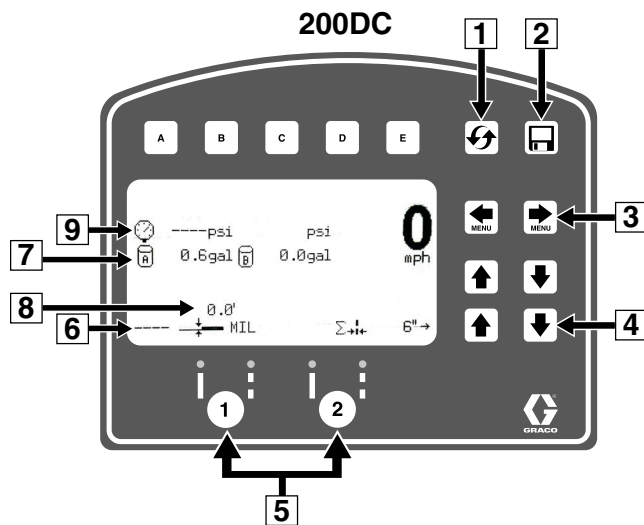 200DC
1
2
A B C D E
MENU MENU
3
9
----psi psi
0
mph
7
A 0.6gal B 0.0gal
8
0.0'
6
---- MIL Σ 6"→
4
1 2
GRACO
5